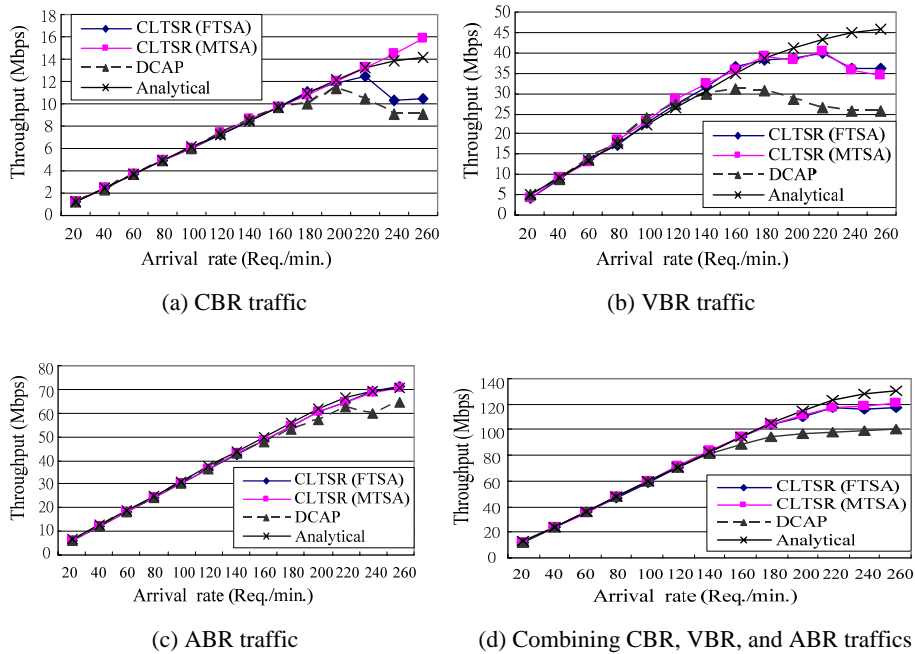 Throughput (Mbps)
18
16
14
12
10
8
6
4
2
0
CLTSR (FTSA)
CLTSR (MTSA)
DCAP
Analytical
20 40 60 80 100 120 140 160 180 200 220 240 260
Arrival rate (Req./min.)
(a) CBR traffic
Throughput (Mbps)
50
45
40
35
30
25
20
15
10
5
0
CLTSR (FTSA)
CLTSR (MTSA)
DCAP
Analytical
20 40 60 80 100 120 140 160 180 200 220 240 260
Arrival rate (Req./min.)
(b) VBR traffic
Throughput (Mbps)
80
70
60
50
40
30
20
10
0
CLTSR (FTSA)
CLTSR (MTSA)
DCAP
Analytical
20 40 60 80 100 120 140 160 180 200 220 240 260
Arrival rate (Req./min.)
(c) ABR traffic
Throughput (Mbps)
140
120
100
80
60
40
20
0
CLTSR (FTSA)
CLTSR (MTSA)
DCAP
Analytical
20 40 60 80 100 120 140 160 180 200 220 240 260
Arrival rate (Req./min.)
(d) Combining CBR, VBR, and ABR traffics